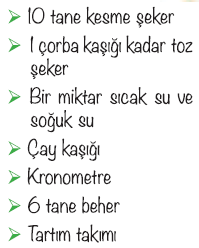 10 tane kesme şeker
1 çorba kaşığı kadar toz
şeker
Bir miktar sıcak su ve
soğuk su
Çay kaşığı
Kronometre
6 tane beher
Tartım takımı